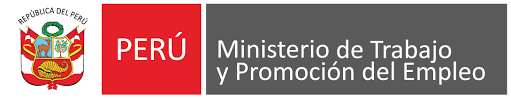 REPÚBLICA DEL PERÚ
PERÚ
Ministerio de Trabajo
y Promoción del Empleo